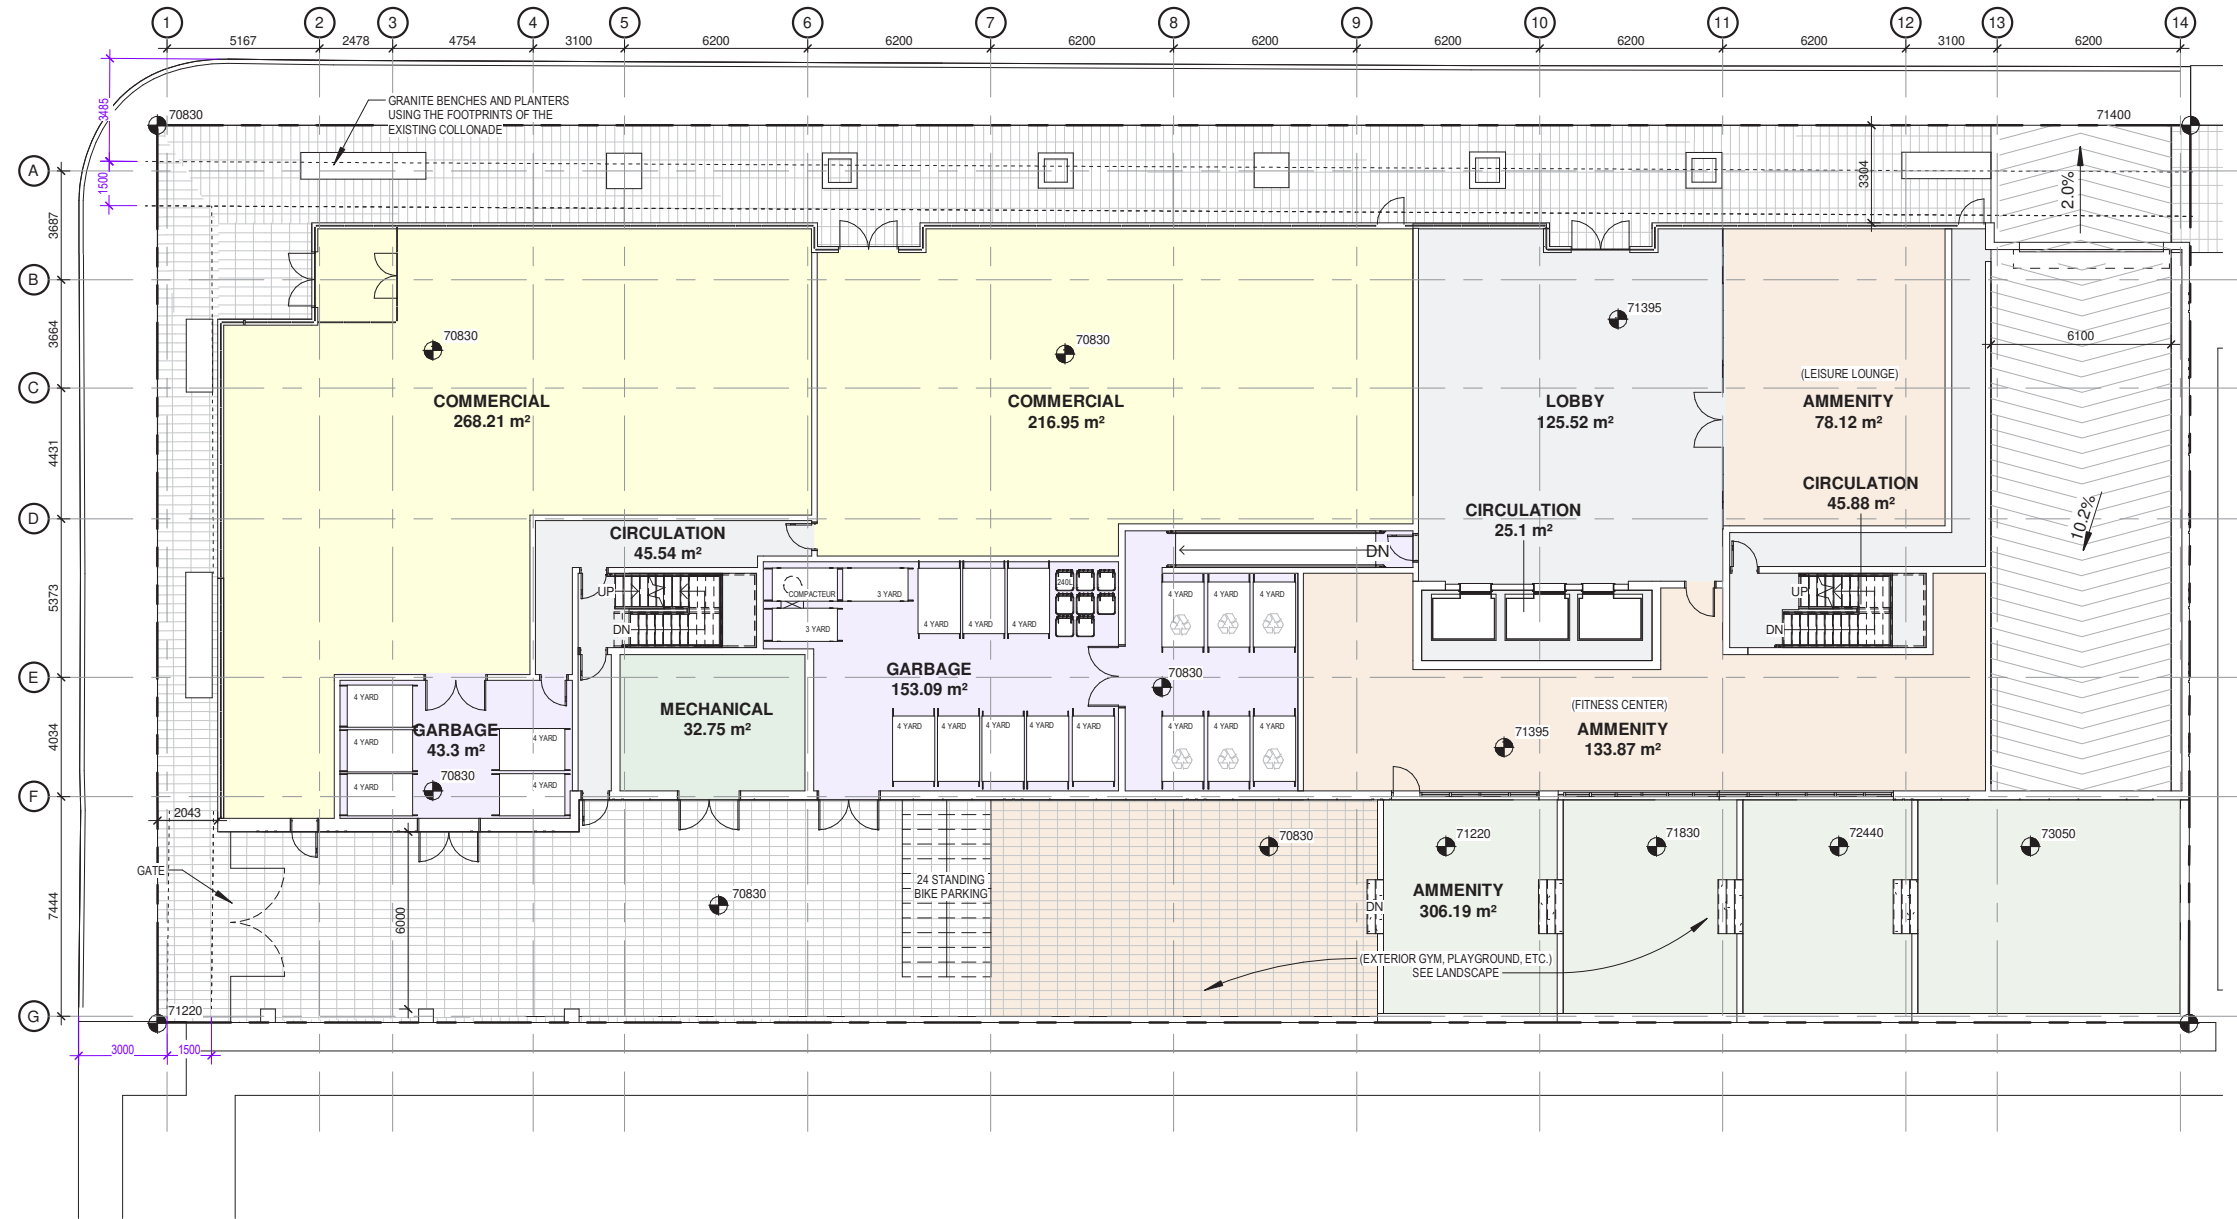 1 2 3 4 5 6 7 8 9 10 11 12 13 14
5167 2478 4754 3100 6200 6200 6200 6200 6200 6200 6200 3100 6200
3485
70830
GRANITE BENCHES AND PLANTERS
USING THE FOOTPRINTS OF THE
EXISTING COLLONADE
71400
A
1500
3304
2.0%
3687
B
3664
70830
70830
71395
6100
C
(LEISURE LOUNGE)
COMMERCIAL
268.21 m²
COMMERCIAL
216.95 m²
LOBBY
125.52 m²
AMMENITY
78.12 m²
4431
CIRCULATION
45.88 m²
CIRCULATION
25.1 m²
10.2%
D
CIRCULATION
45.54 m²
DN
5373
UP
DN
COMPACTEUR
3 YARD
3 YARD
4 YARD
4 YARD
4 YARD
240L
4 YARD
4 YARD
4 YARD
UP
DN
E
GARBAGE
153.09 m²
70830
4 YARD
4 YARD
4 YARD
GARBAGE
43.3 m²
4 YARD
4 YARD
70830
MECHANICAL
32.75 m²
4 YARD
4 YARD
4 YARD
4 YARD
4 YARD
4 YARD
4 YARD
4 YARD
(FITNESS CENTER)
AMMENITY
133.87 m²
71395
4034
F
2043
70830
71220
71830
72440
73050
GATE
7444
6000
70830
24 STANDING
BIKE PARKING
DN
AMMENITY
306.19 m²
(EXTERIOR GYM, PLAYGROUND, ETC.)
SEE LANDSCAPE
G
71220
3000
1500